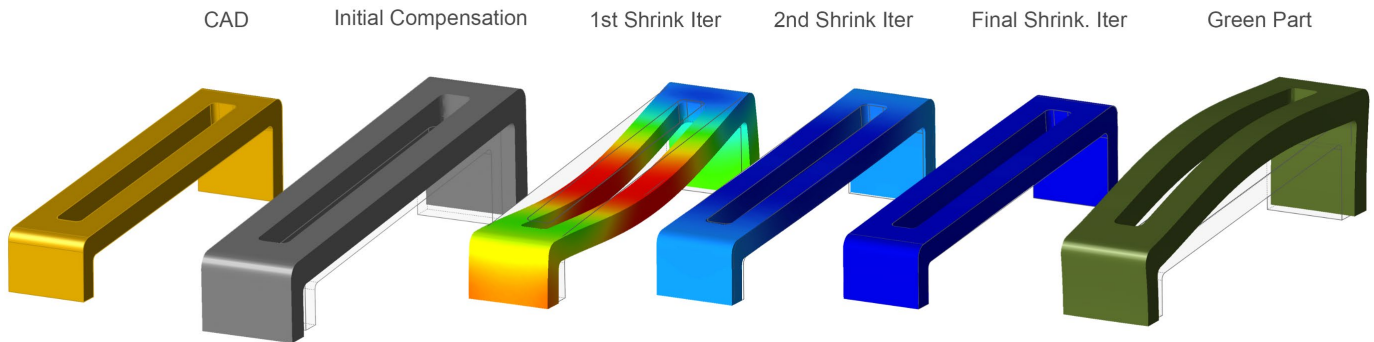 CAD
Initial Compensation
1st Shrink Iter
2nd Shrink Iter
Final Shrink. Iter
Green Part